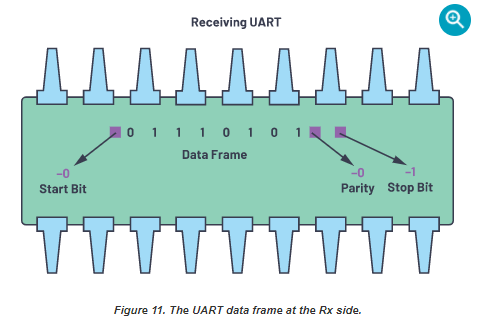 Receiving UART
0 1 1 1 0 1 0 1
Data Frame
–0
Start Bit
–0
Parity
–1
Stop Bit
Figure 11. The UART data frame at the Rx side.